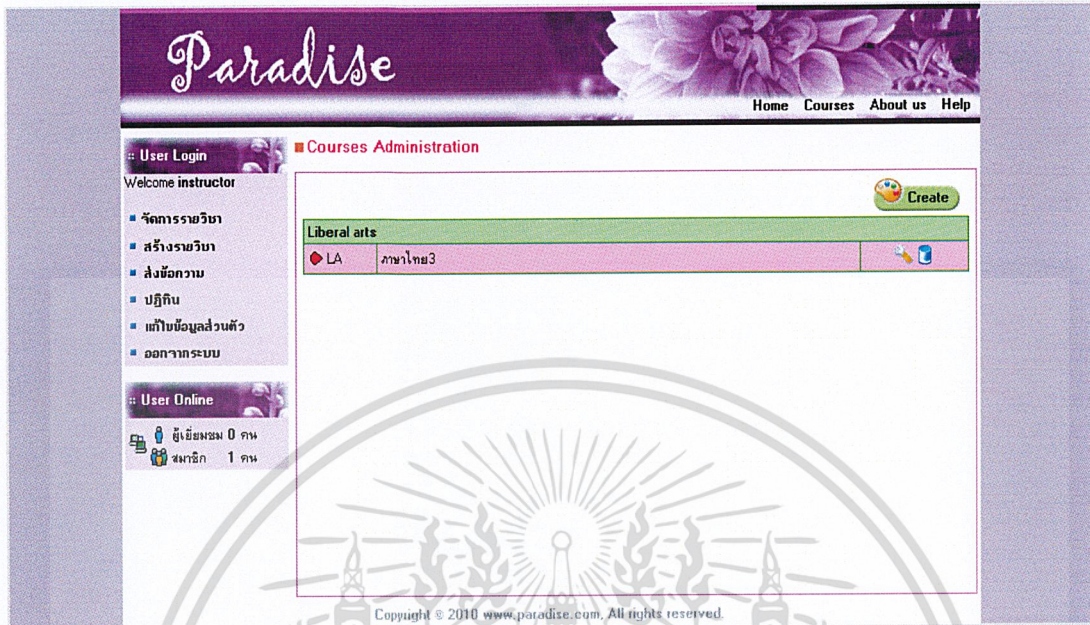 Paradise
Home Courses About us Help
:: User Login
Welcome instructor
จัดการรายวิชา
สร้างรายวิชา
ส่งข้อความ
ปฏิทิน
แก้ไขข้อมูลส่วนตัว
ออกจากระบบ
:: User Online
ผู้เยี่ยมชม 0 คน
สมาชิก 1 คน
Courses Administration
Create
Liberal arts
LA ภาษาไทย3
Copyright © 2010 www.paradise.com, All rights reserved.